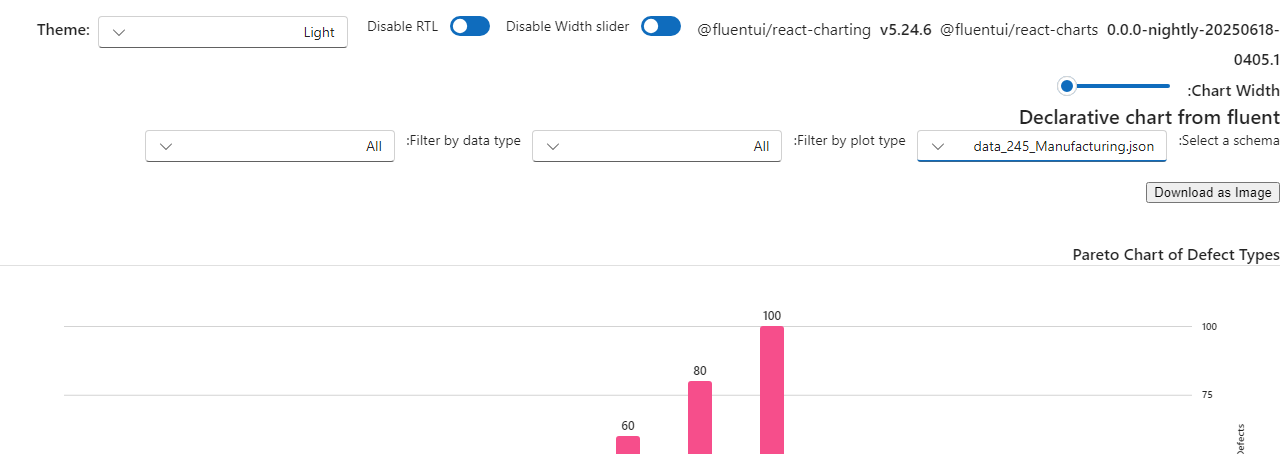 Theme: Light Disable RTL Disable Width slider @fluentui/react-charting v5.24.6 @fluentui/react-charts 0.0.0-nightly-20250618-
0405.1
:Chart Width
Declarative chart from fluent
:Select a schema data_245_Manufacturing.json :Filter by plot type All :Filter by data type All
Download as Image
Pareto Chart of Defect Types
100
100
80
75
60
Defects